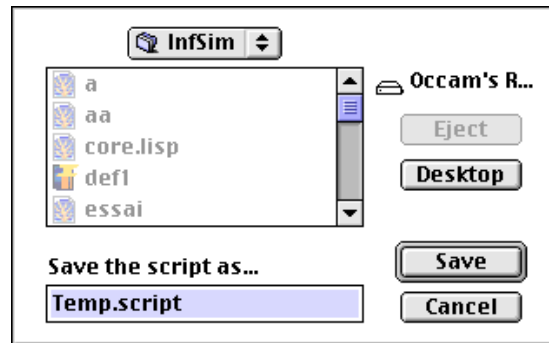 InfSim
a
aa
core.lisp
def1
essai
Occam's R...
Eject
Desktop
Save the script as...
Temp.script
Save
Cancel